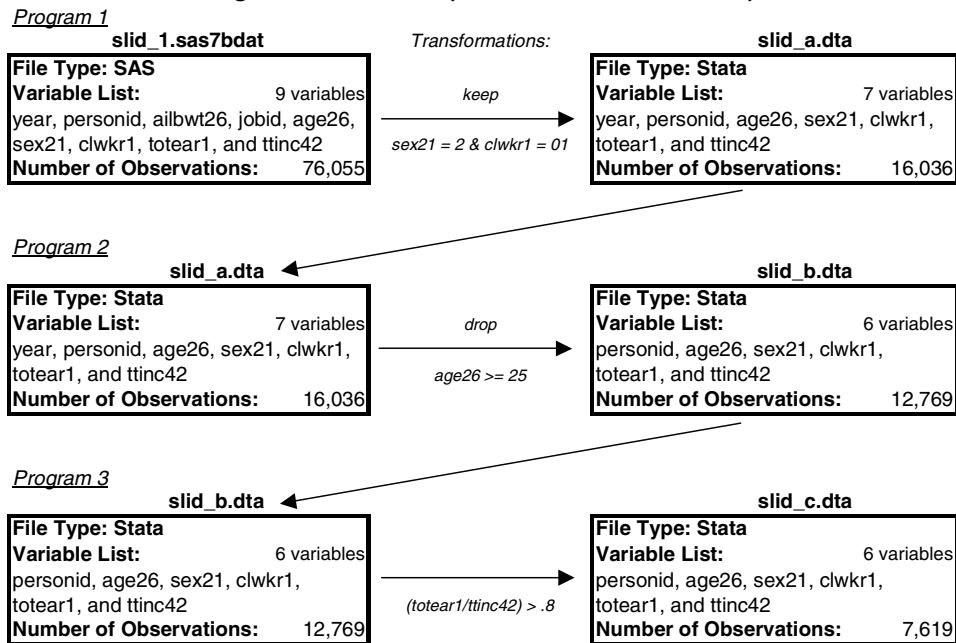 Program 1
slid_1.sas7bdat
Transformations:
slid_a.dta
File Type: SAS
Variable List: 9 variables
year, personid, ailbwt26, jobid, age26,
sex21, clwkr1, totear1, and ttinc42
Number of Observations: 76,055
keep
sex21 = 2 & clwkr1 = 01
File Type: Stata
Variable List: 7 variables
year, personid, age26, sex21, clwkr1,
totear1, and ttinc42
Number of Observations: 16,036
Program 2
slid_a.dta
slid_b.dta
File Type: Stata
Variable List: 7 variables
year, personid, age26, sex21, clwkr1,
totear1, and ttinc42
Number of Observations: 16,036
drop
age26 >= 25
File Type: Stata
Variable List: 6 variables
personid, age26, sex21, clwkr1,
totear1, and ttinc42
Number of Observations: 12,769
Program 3
slid_b.dta
slid_c.dta
File Type: Stata
Variable List: 6 variables
personid, age26, sex21, clwkr1,
totear1, and ttinc42
Number of Observations: 12,769
(totear1/ttinc42) > .8
File Type: Stata
Variable List: 6 variables
personid, age26, sex21, clwkr1,
totear1, and ttinc42
Number of Observations: 7,619